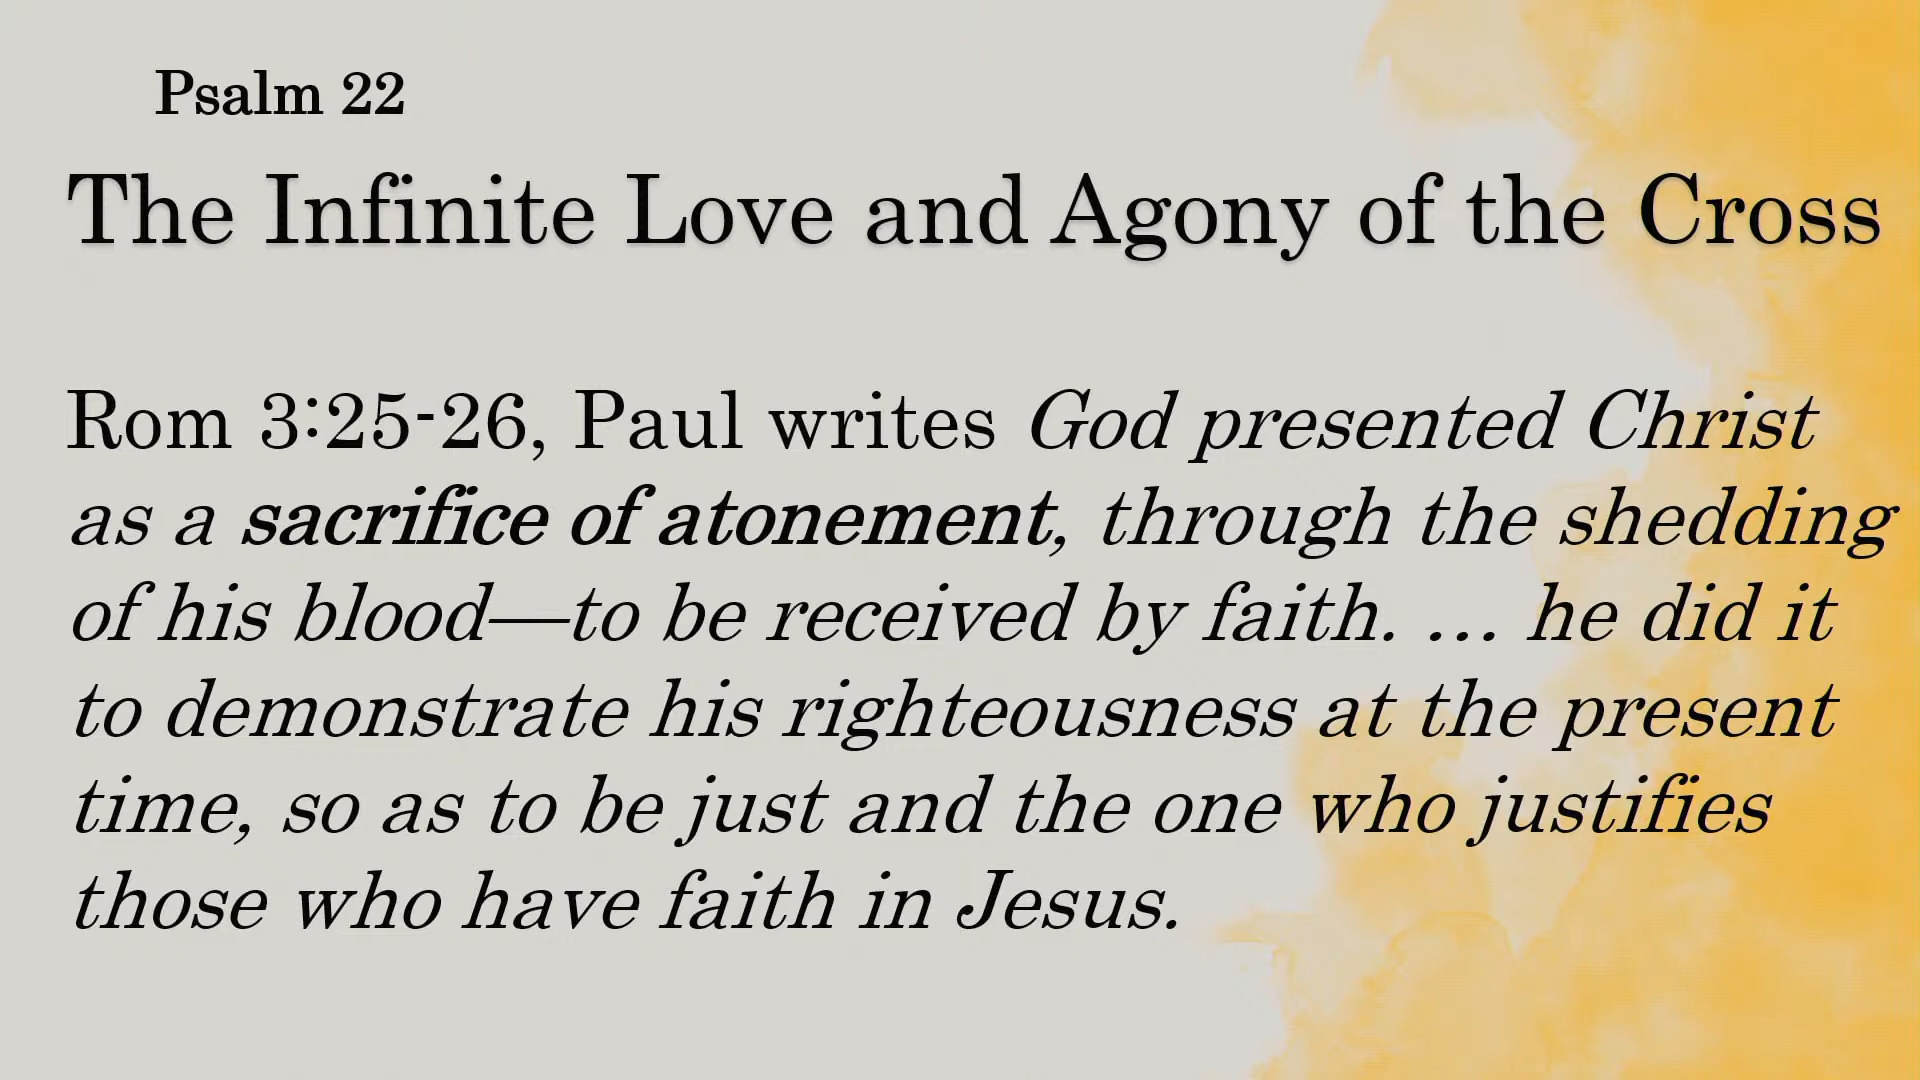 Psalm 22
The Infinite Love and Agony of the Cross
Rom 3:25-26, Paul writes God presented Christ
as a sacrifice of atonement, through the shedding
of his blood—to be received by faith. … he did it
to demonstrate his righteousness at the present
time, so as to be just and the one who justifies
those who have faith in Jesus.